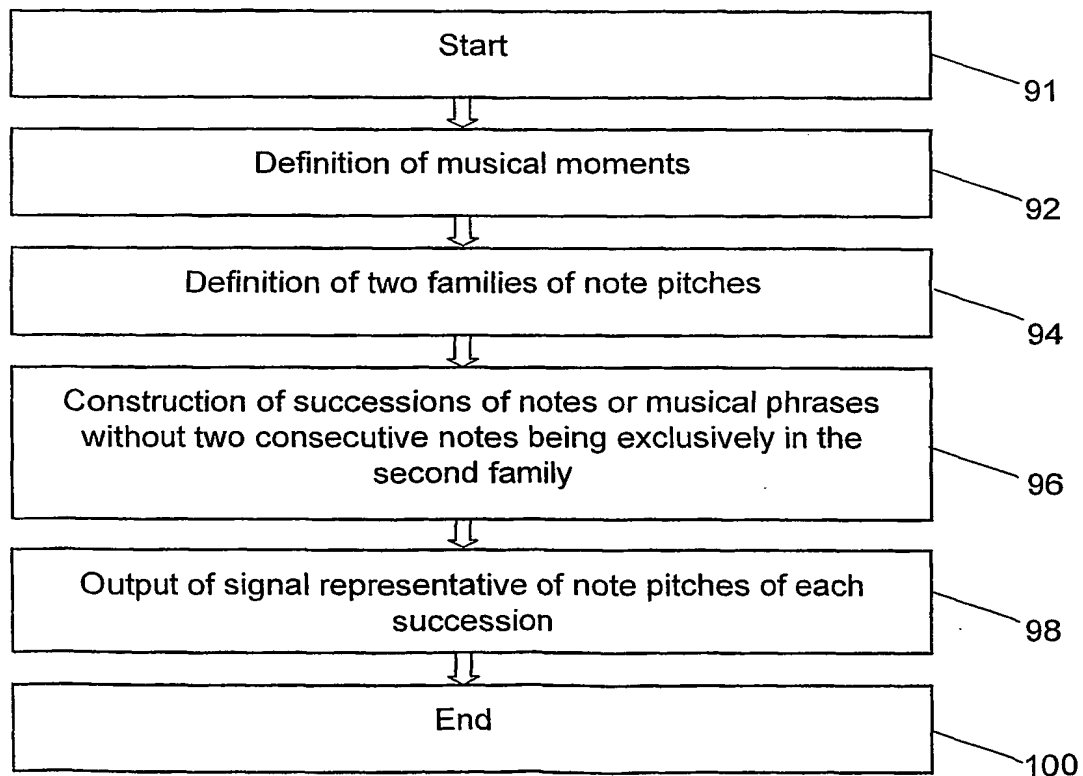 Start
91
Definition of musical moments
92
Definition of two families of note pitches
94
Construction of successions of notes or musical phrases
without two consecutive notes being exclusively in the
second family
96
Output of signal representative of note pitches of each
succession
98
End
100